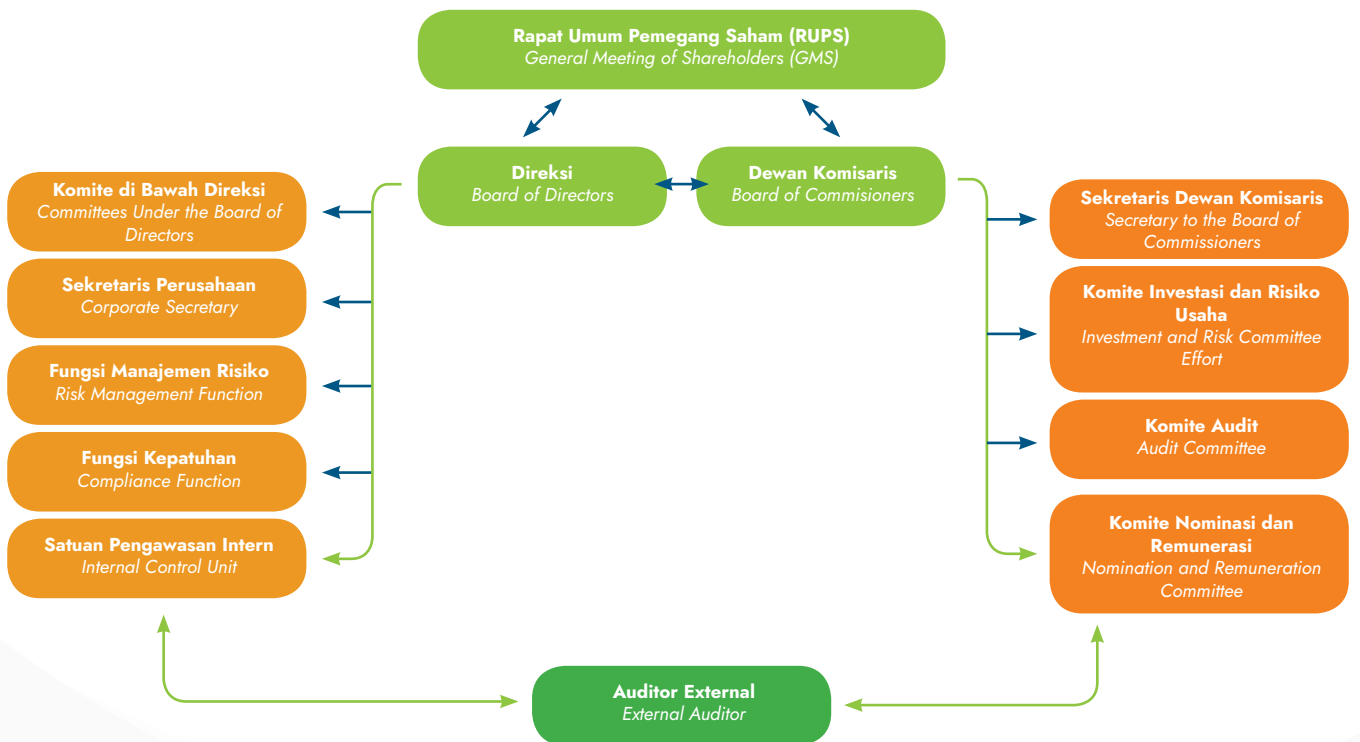 Rapat Umum Pemegang Saham (RUPS)
General Meeting of Shareholders (GMS)
Direksi
Board of Directors
Dewan Komisaris
Board of Commisioners
Komite di Bawah Direksi
Committees Under the Board of
Directors
Sekretaris Perusahaan
Corporate Secretary
Fungsi Manajemen Risiko
Risk Management Function
Fungsi Kepatuhan
Compliance Function
Satuan Pengawasan Intern
Internal Control Unit
Sekretaris Dewan Komisaris
Secretary to the Board of
Commissioners
Komite Investasi dan Risiko
Usaha
Investment and Risk Committee
Effort
Komite Audit
Audit Committee
Komite Nominasi dan
Remunerasi
Nomination and Remuneration
Committee
Auditor External
External Auditor